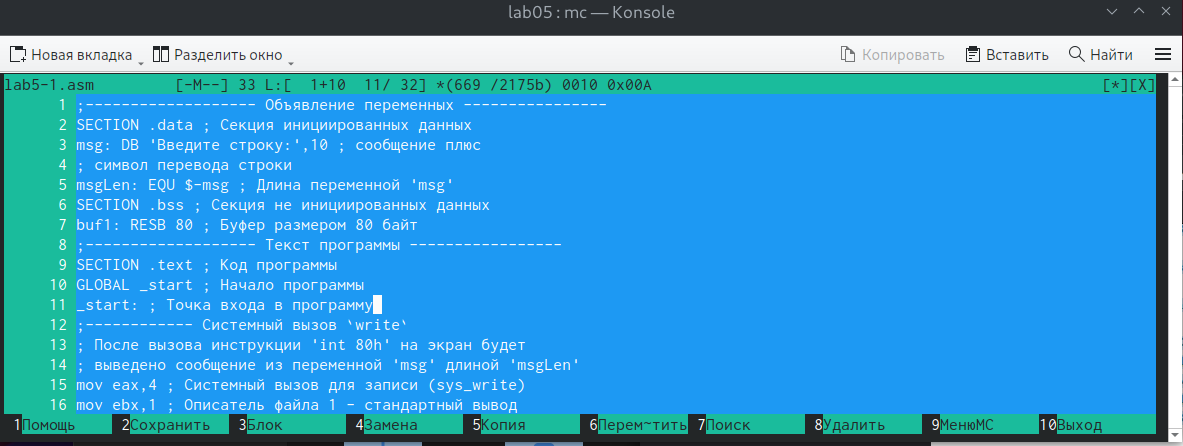 lab05 : mc — Konsole
Новая вкладка Разделить окно Копировать Вставить Найти
lab5-1.asm [-M--] 33 L:[ 1+10 11/ 32] *(669 /2175b) 0010 0x00A [*][X]
1 ;------------------- Объявление переменных ----------------
2 SECTION .data ; Секция инициированных данных
3 msg: DB 'Введите строку:',10 ; сообщение плюс
4 ; символ перевода строки
5 msgLen: EQU $-msg ; Длина переменной 'msg'
6 SECTION .bss ; Секция не инициированных данных
7 buf1: RESB 80 ; Буфер размером 80 байт
8 ;------------------- Текст программы -----------------
9 SECTION .text ; Код программы
10 GLOBAL _start ; Начало программы
11 _start: ; Точка входа в программу
12 ;------------ Системный вызов `write`
13 ; После вызова инструкции 'int 80h' на экран будет
14 ; выведено сообщение из переменной 'msg' длиной 'msgLen'
15 mov eax,4 ; Системный вызов для записи (sys_write)
16 mov ebx,1 ; Описатель файла 1 - стандартный вывод
1Помощь 2Сохранить 3Блок 4Замена 5Копия 6Перем~тить 7Поиск 8Удалить 9МенюMC 10Выход